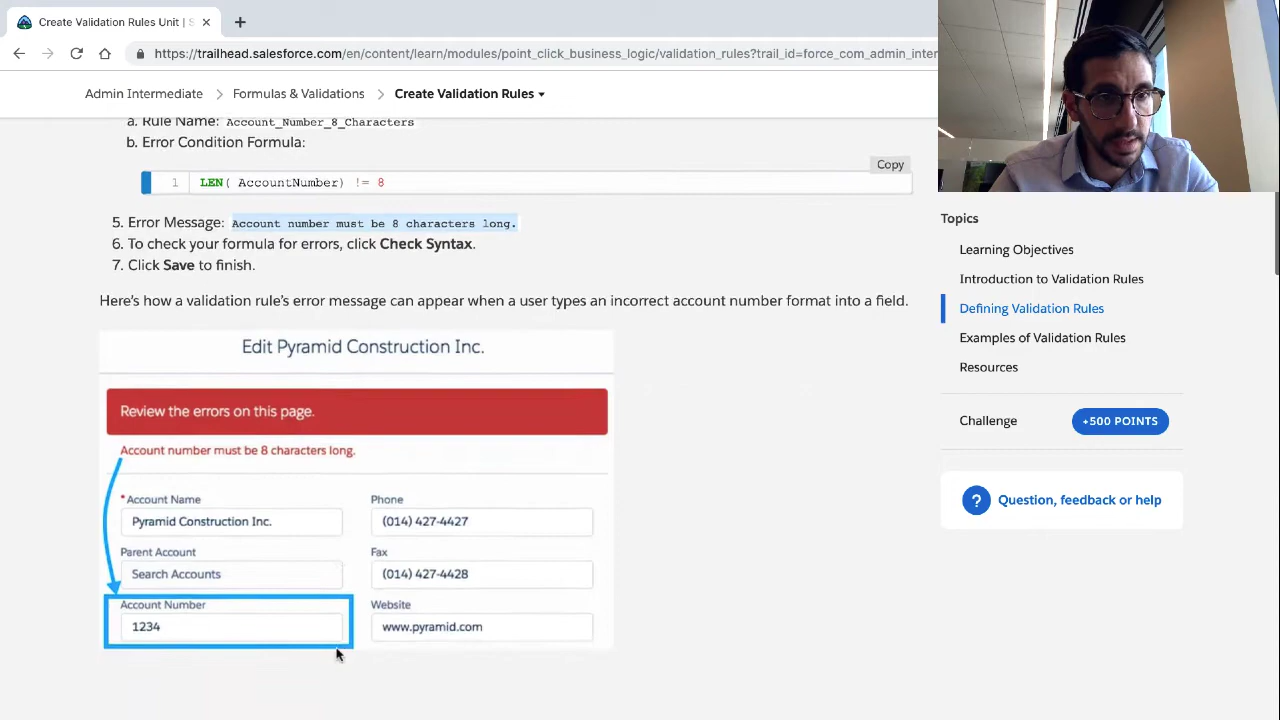 Create Validation Rules Unit | S
https://trailhead.salesforce.com/en/content/learn/modules/point_click_business_logic/validation_rules?trail_id=force_com_admin_inter
Admin Intermediate > Formulas & Validations > Create Validation Rules
a. Rule Name: Account_Number_8_Characters
b. Error Condition Formula:
Copy
1 LEN( AccountNumber) != 8
5. Error Message: Account number must be 8 characters long.
6. To check your formula for errors, click Check Syntax.
7. Click Save to finish.
Here's how a validation rule's error message can appear when a user types an incorrect account number format into a field.
Edit Pyramid Construction Inc.
Review the errors on this page.
Account number must be 8 characters long.
* Account Name
Pyramid Construction Inc.
Phone
(014) 427-4427
Parent Account
Search Accounts
Fax
(014) 427-4428
Account Number
1234
Website
www.pyramid.com
Topics
Learning Objectives
Introduction to Validation Rules
Defining Validation Rules
Examples of Validation Rules
Resources
Challenge
+500 POINTS
? Question, feedback or help